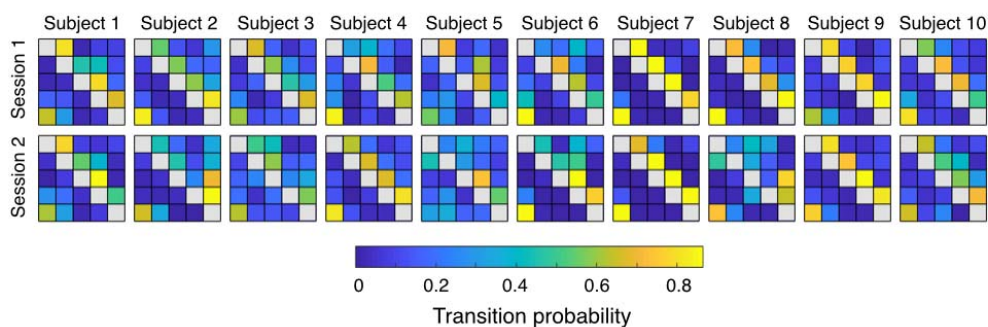 Subject 1 Subject 2 Subject 3 Subject 4 Subject 5 Subject 6 Subject 7 Subject 8 Subject 9 Subject 10
Session 1
Session 2
0 0.2 0.4 0.6 0.8
Transition probability